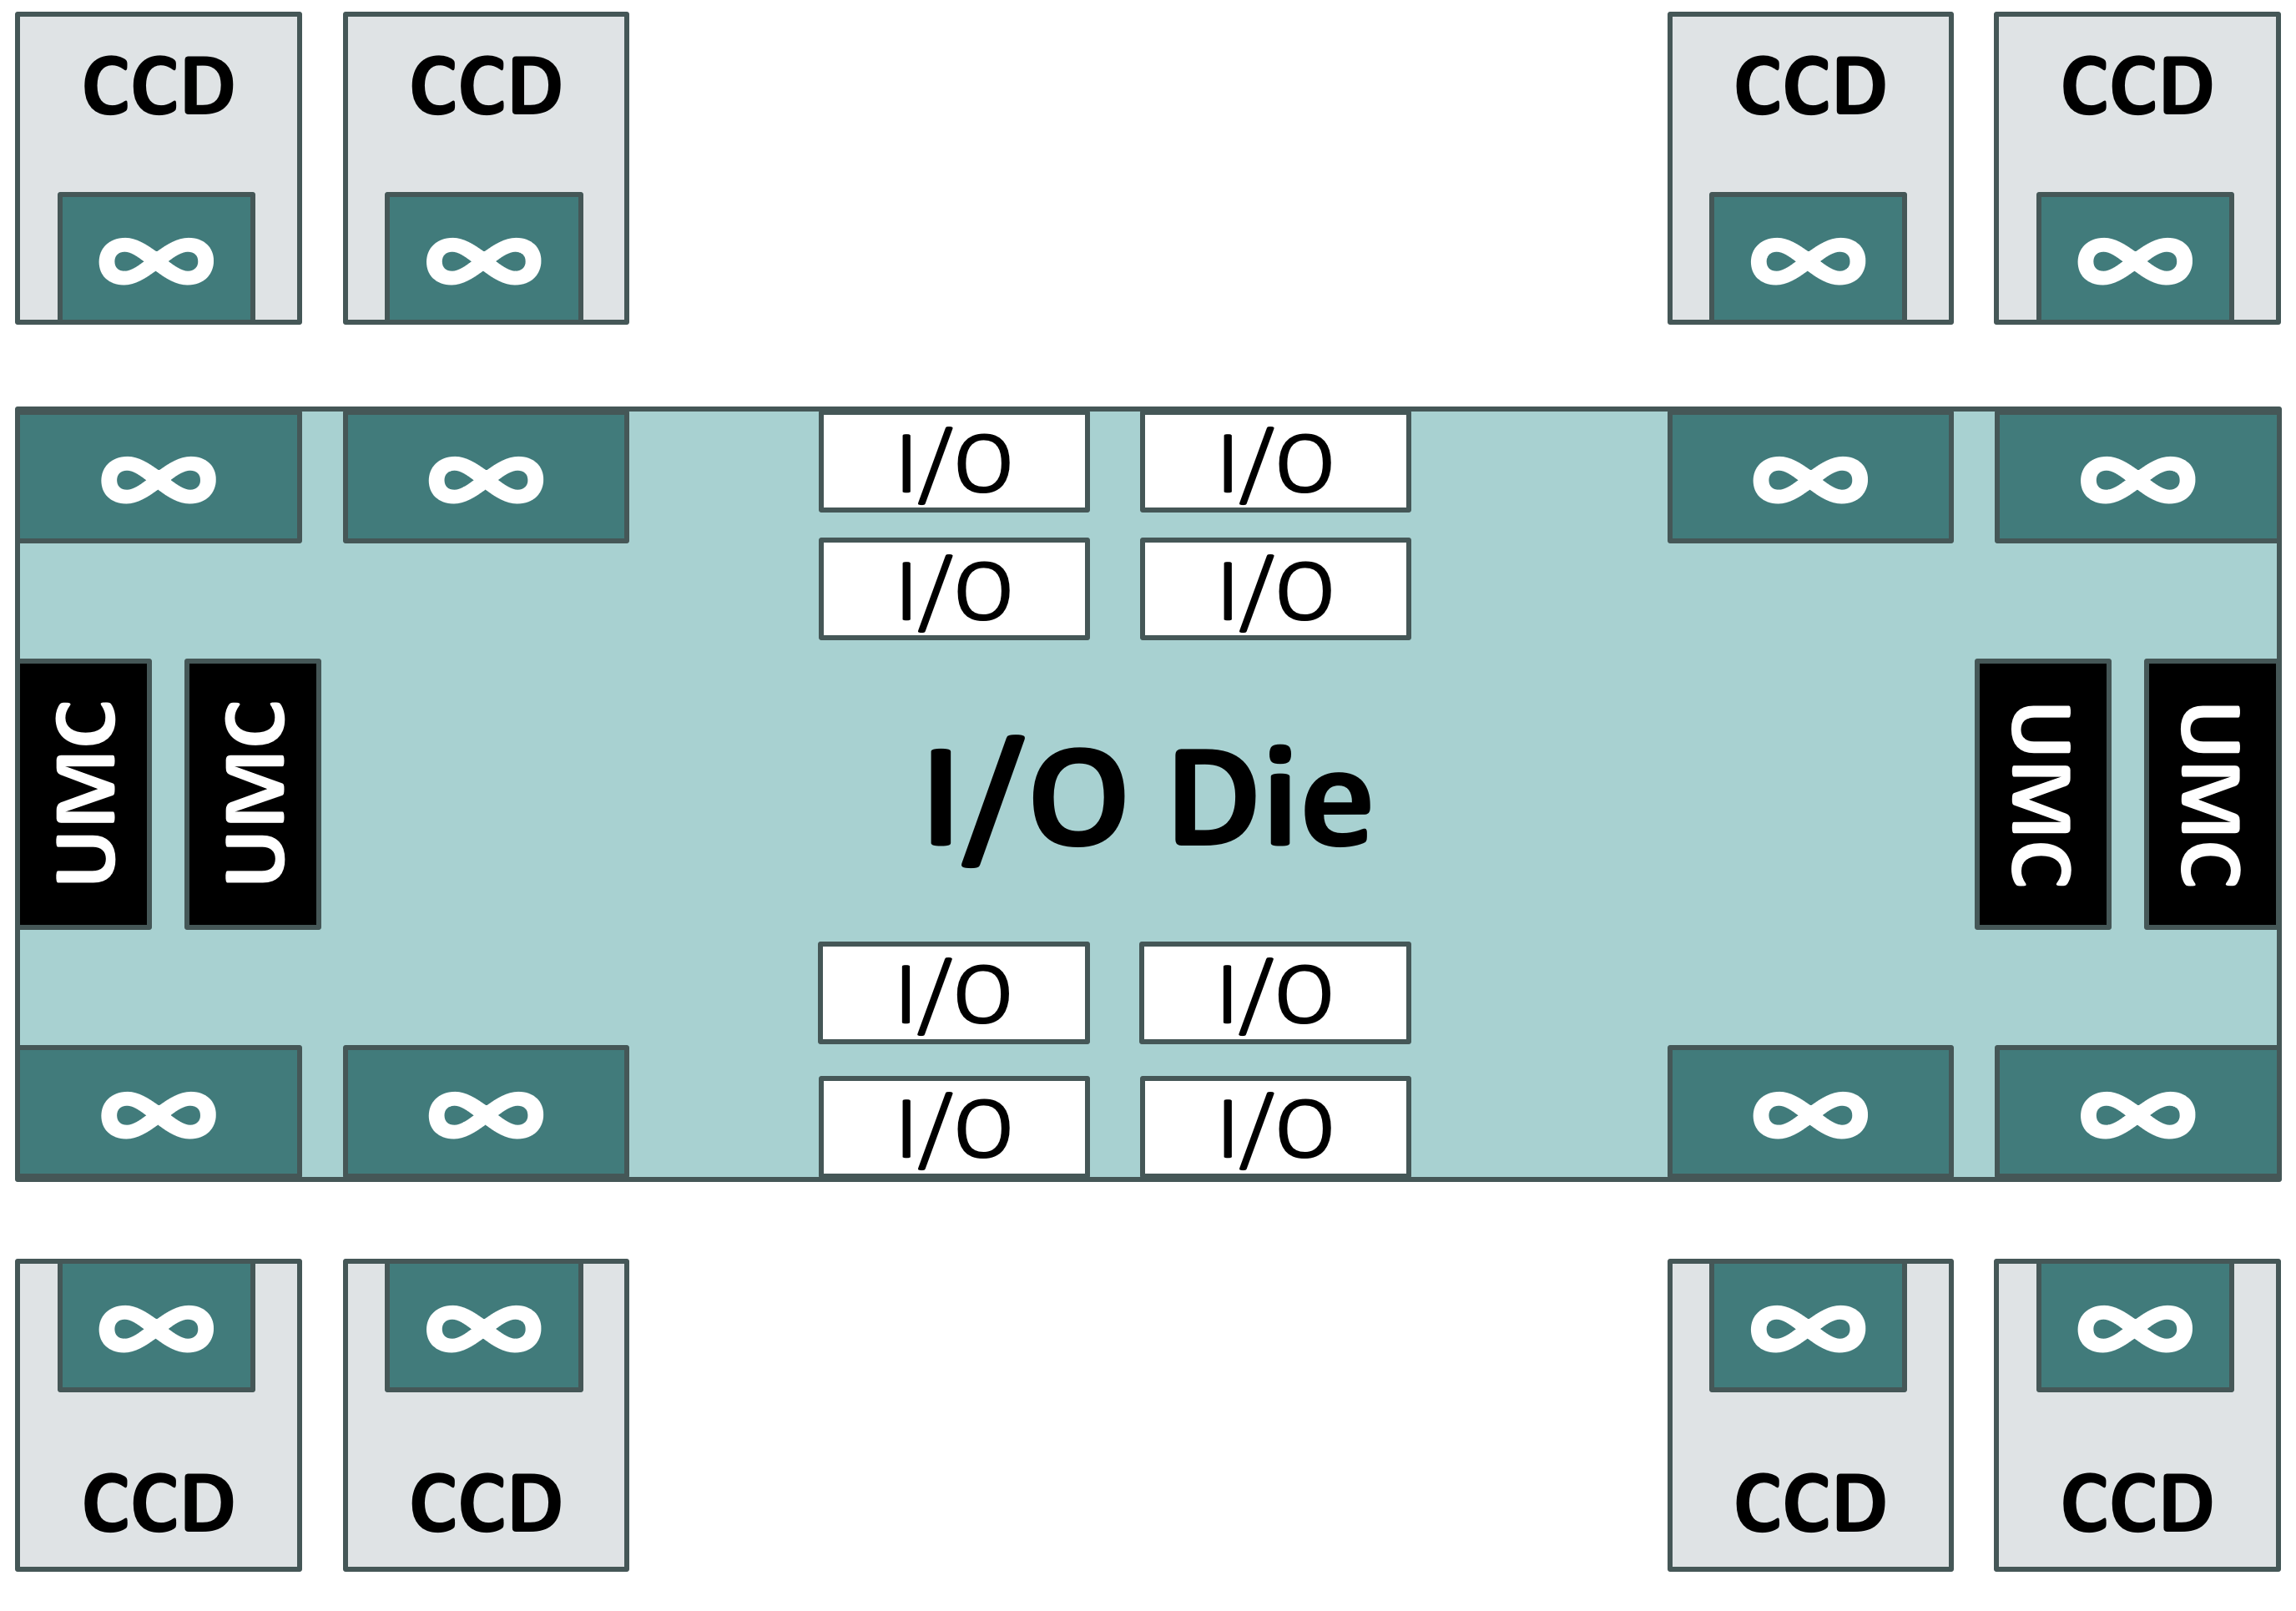 CCD CCD CCD CCD
∞ ∞ ∞ ∞
∞ ∞ I/O I/O ∞ ∞
I/O I/O
UMC UMC I/O Die UMC UMC
I/O I/O
∞ ∞ I/O I/O ∞ ∞
∞ ∞ ∞ ∞
CCD CCD CCD CCD